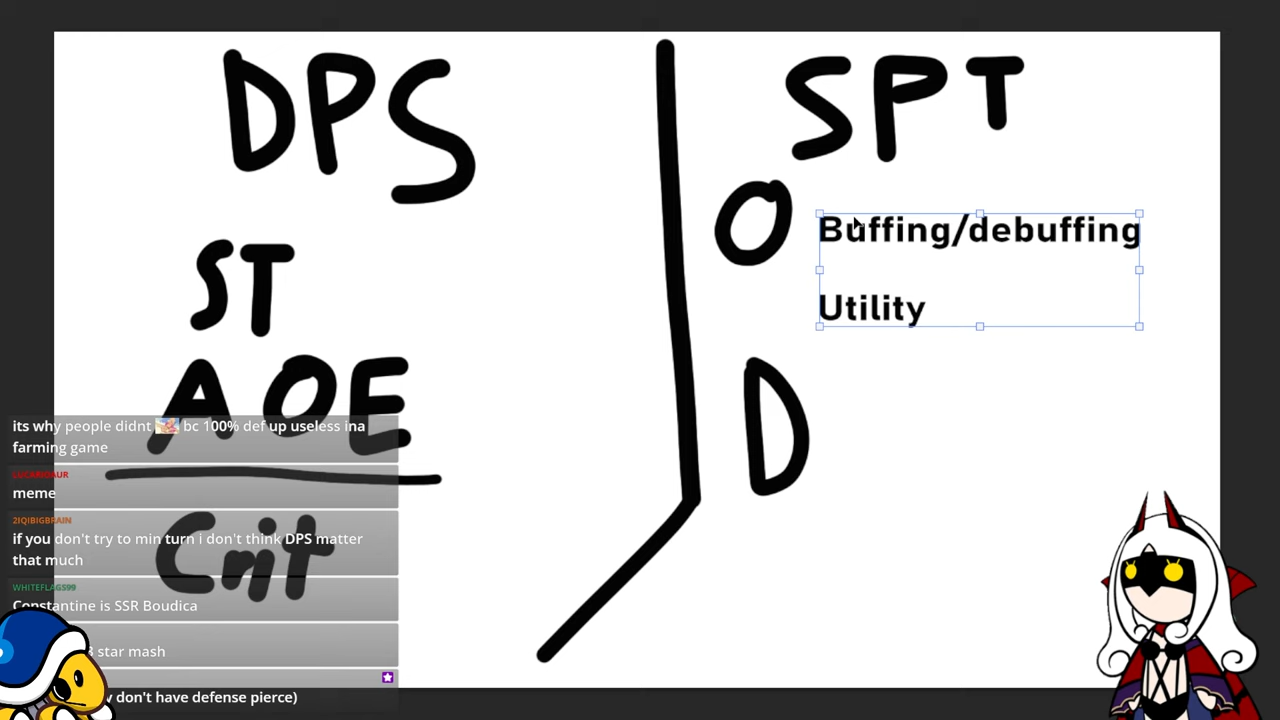 DPS
SPT
O
Buffing/debuffing
Utility
ST
AOE
D
Crit
its why people didnt bc 100% def up useless ina
farming game
meme
2IQIBIGBRAIN
if you don't try to min turn i don't think DPS matter
that much
WHITEFLAGS99
Constantine is SSR Boudica
star mash
don't have defense pierce)